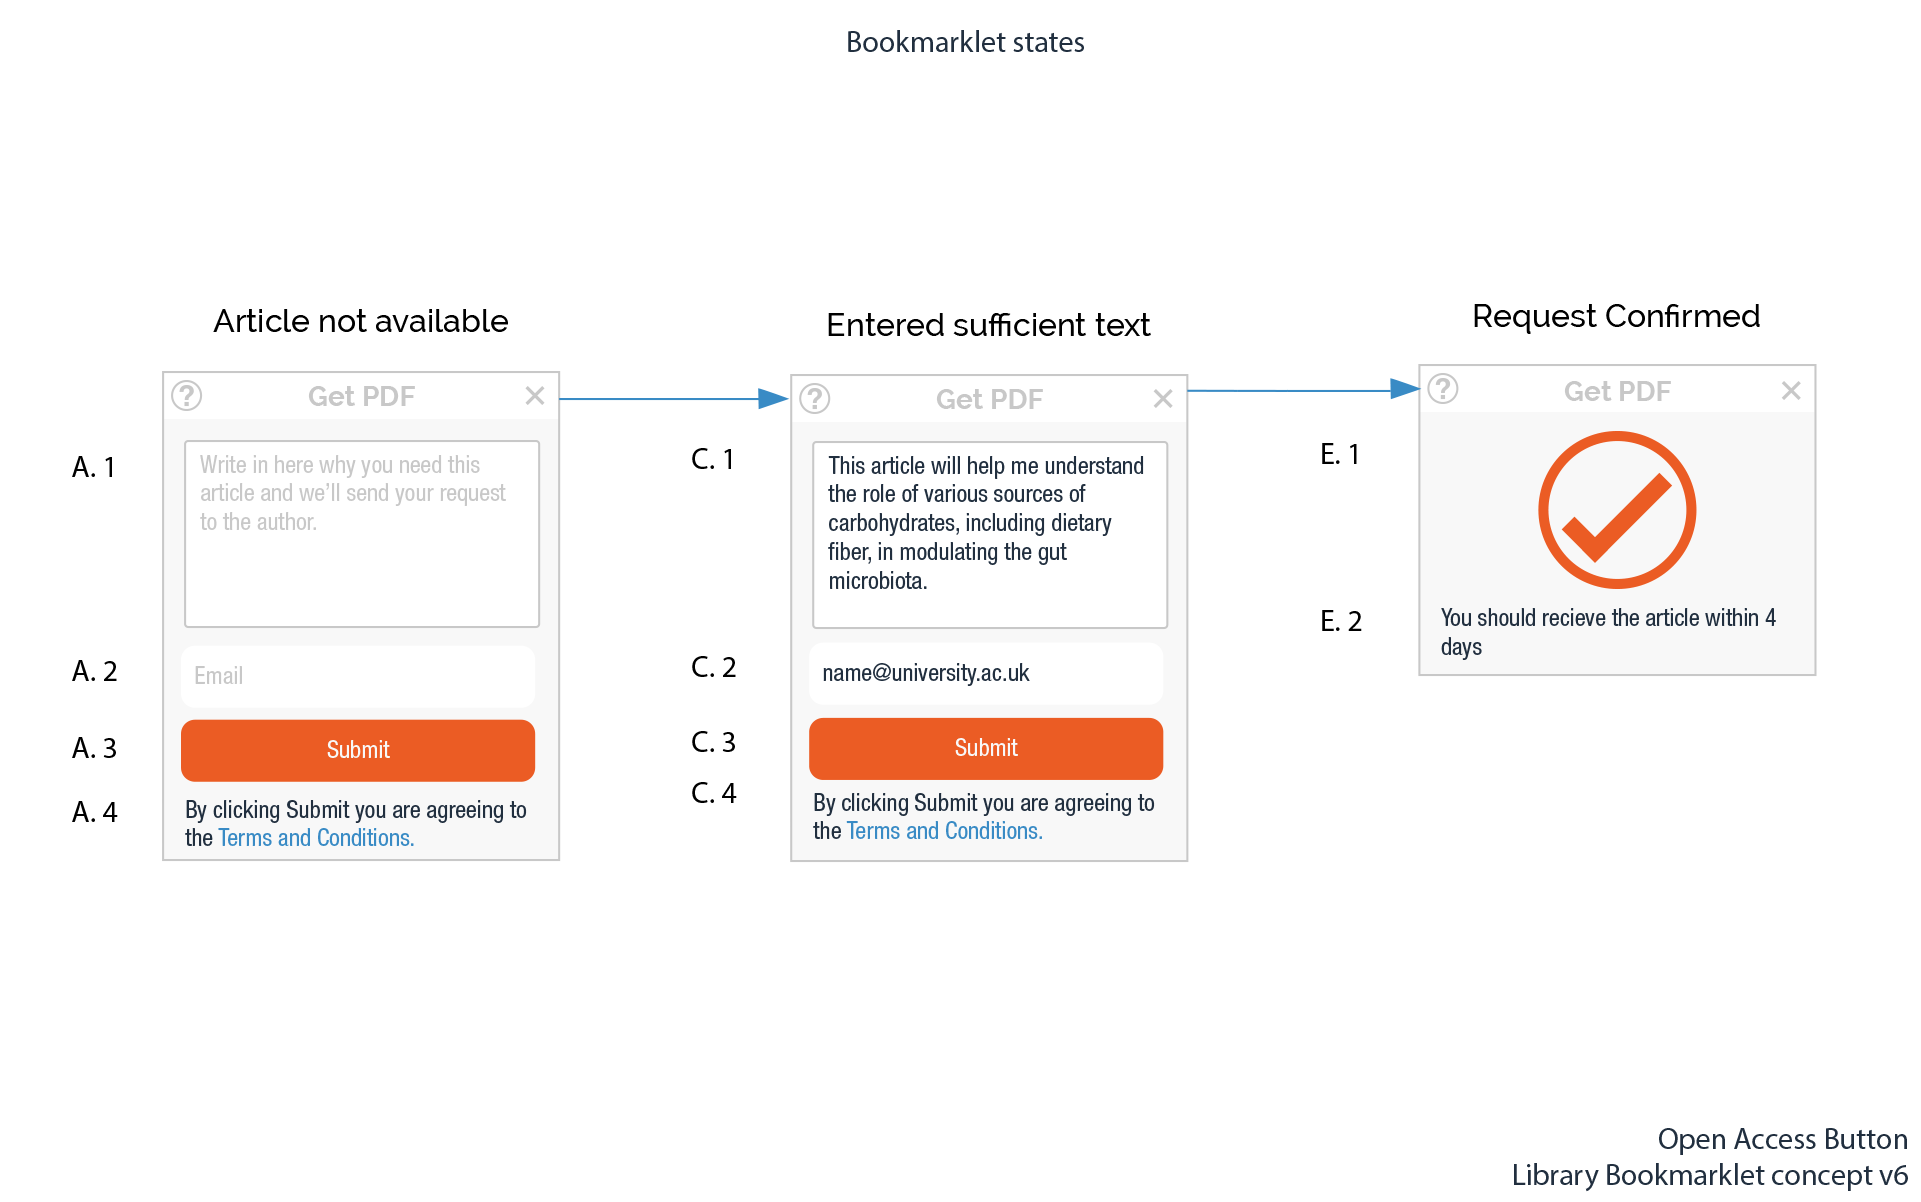 Bookmarklet states
Article not available
? Get PDF ×
A. 1
Write in here why you need this
article and we'll send your request
to the author.
A. 2
Email
A. 3
Submit
A. 4
By clicking Submit you are agreeing to
the Terms and Conditions.
Entered sufficient text
? Get PDF ×
C. 1
This article will help me understand
the role of various sources of
carbohydrates, including dietary
fiber, in modulating the gut
microbiota.
C. 2
name@university.ac.uk
C. 3
Submit
C. 4
By clicking Submit you are agreeing to
the Terms and Conditions.
Request Confirmed
? Get PDF ×
E. 1
E. 2
You should recieve the article within 4
days
Open Access Button
Library Bookmarklet concept v6